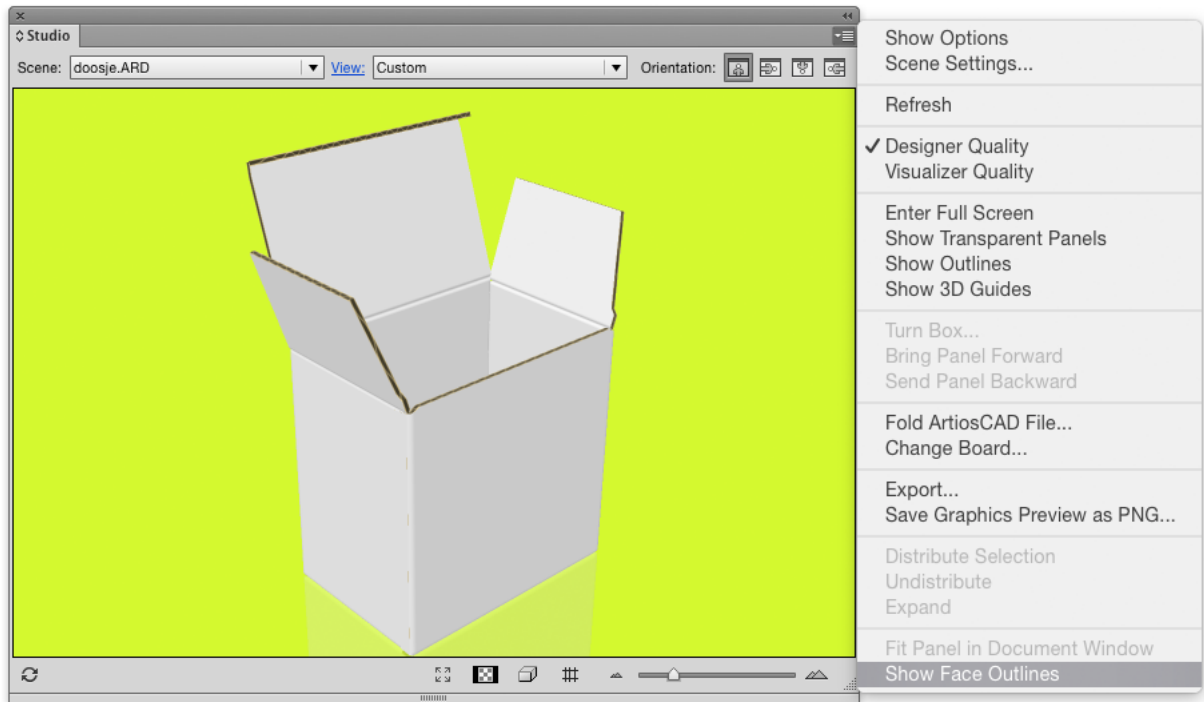 Studio
Scene: doosje.ARD View: Custom Orientation:
Show Options
Scene Settings...
Refresh
Designer Quality
Visualizer Quality
Enter Full Screen
Show Transparent Panels
Show Outlines
Show 3D Guides
Turn Box...
Bring Panel Forward
Send Panel Backward
Fold ArtiosCAD File...
Change Board...
Export...
Save Graphics Preview as PNG...
Distribute Selection
Undistribute
Expand
Fit Panel in Document Window
Show Face Outlines